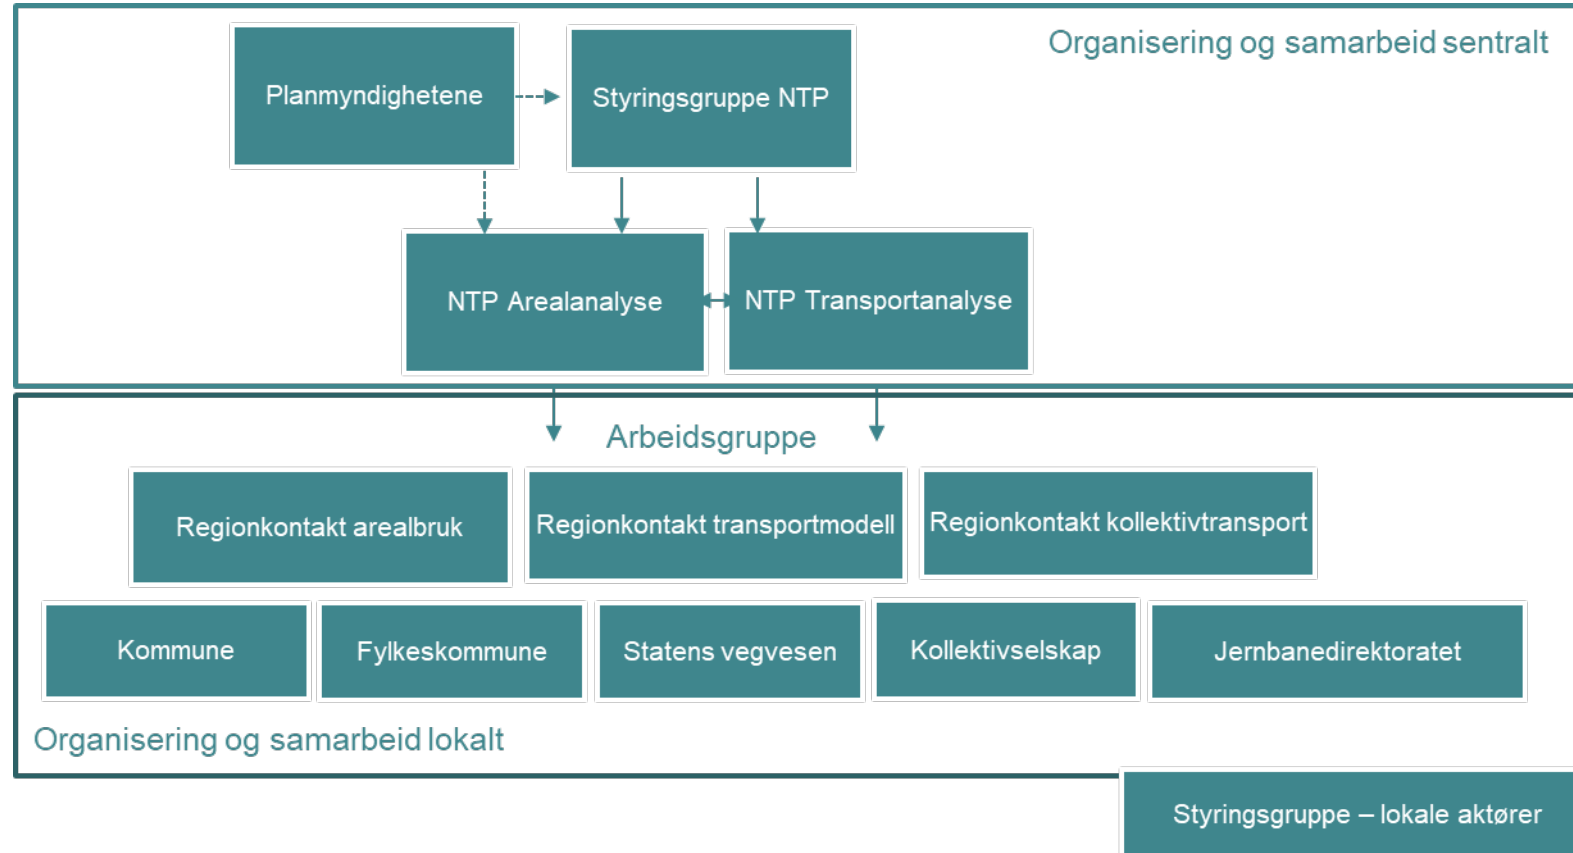 Organisering og samarbeid sentralt
Planmyndighetene
Styringsgruppe NTP
NTP Arealanalyse
NTP Transportanalyse
Arbeidsgruppe
Regionkontakt arealbruk
Regionkontakt transportmodell
Regionkontakt kollektivtransport
Kommune
Fylkeskommune
Statens vegvesen
Kollektivselskap
Jernbanedirektoratet
Organisering og samarbeid lokalt
Styringsgruppe – lokale aktører